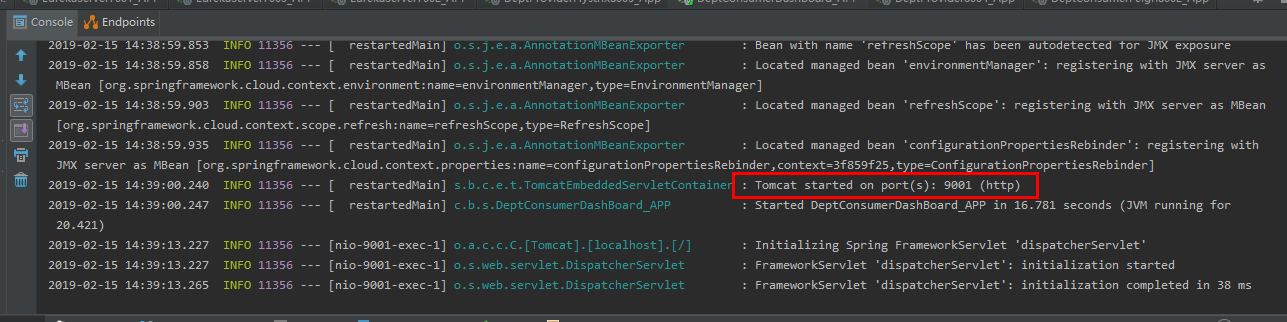 Console Endpoints
2019-02-15 14:38:59.853 INFO 11356 --- [ restartedMain] o.s.j.e.a.AnnotationMBeanExporter : Bean with name 'refreshScope' has been autodetected for JMX exposure
2019-02-15 14:38:59.858 INFO 11356 --- [ restartedMain] o.s.j.e.a.AnnotationMBeanExporter : Located managed bean 'environmentManager': registering with JMX server as
MBean [org.springframework.cloud.context.environment:name=environmentManager,type=EnvironmentManager]
2019-02-15 14:38:59.903 INFO 11356 --- [ restartedMain] o.s.j.e.a.AnnotationMBeanExporter : Located managed bean 'refreshScope': registering with JMX server as MBean
[org.springframework.cloud.context.scope.refresh:name=refreshScope,type=RefreshScope]
2019-02-15 14:38:59.935 INFO 11356 --- [ restartedMain] o.s.j.e.a.AnnotationMBeanExporter : Located managed bean 'configurationPropertiesRebinder': registering with
JMX server as MBean [org.springframework.cloud.context.properties:name=configurationPropertiesRebinder,context=3f859f25,type=ConfigurationPropertiesRebinder]
2019-02-15 14:39:00.240 INFO 11356 --- [ restartedMain] s.b.c.e.t.TomcatEmbeddedServletContainer : Tomcat started on port(s): 9001 (http)
2019-02-15 14:39:00.247 INFO 11356 --- [ restartedMain] c.b.s.DeptConsumerDashBoard_APP : Started DeptConsumerDashBoard_APP in 16.781 seconds (JVM running for
20.421)
2019-02-15 14:39:13.227 INFO 11356 --- [nio-9001-exec-1] o.a.c.c.C.[Tomcat].[localhost].[/] : Initializing Spring FrameworkServlet 'dispatcherServlet'
2019-02-15 14:39:13.227 INFO 11356 --- [nio-9001-exec-1] o.s.web.servlet.DispatcherServlet : FrameworkServlet 'dispatcherServlet': initialization started
2019-02-15 14:39:13.265 INFO 11356 --- [nio-9001-exec-1] o.s.web.servlet.DispatcherServlet : FrameworkServlet 'dispatcherServlet': initialization completed in 38 ms